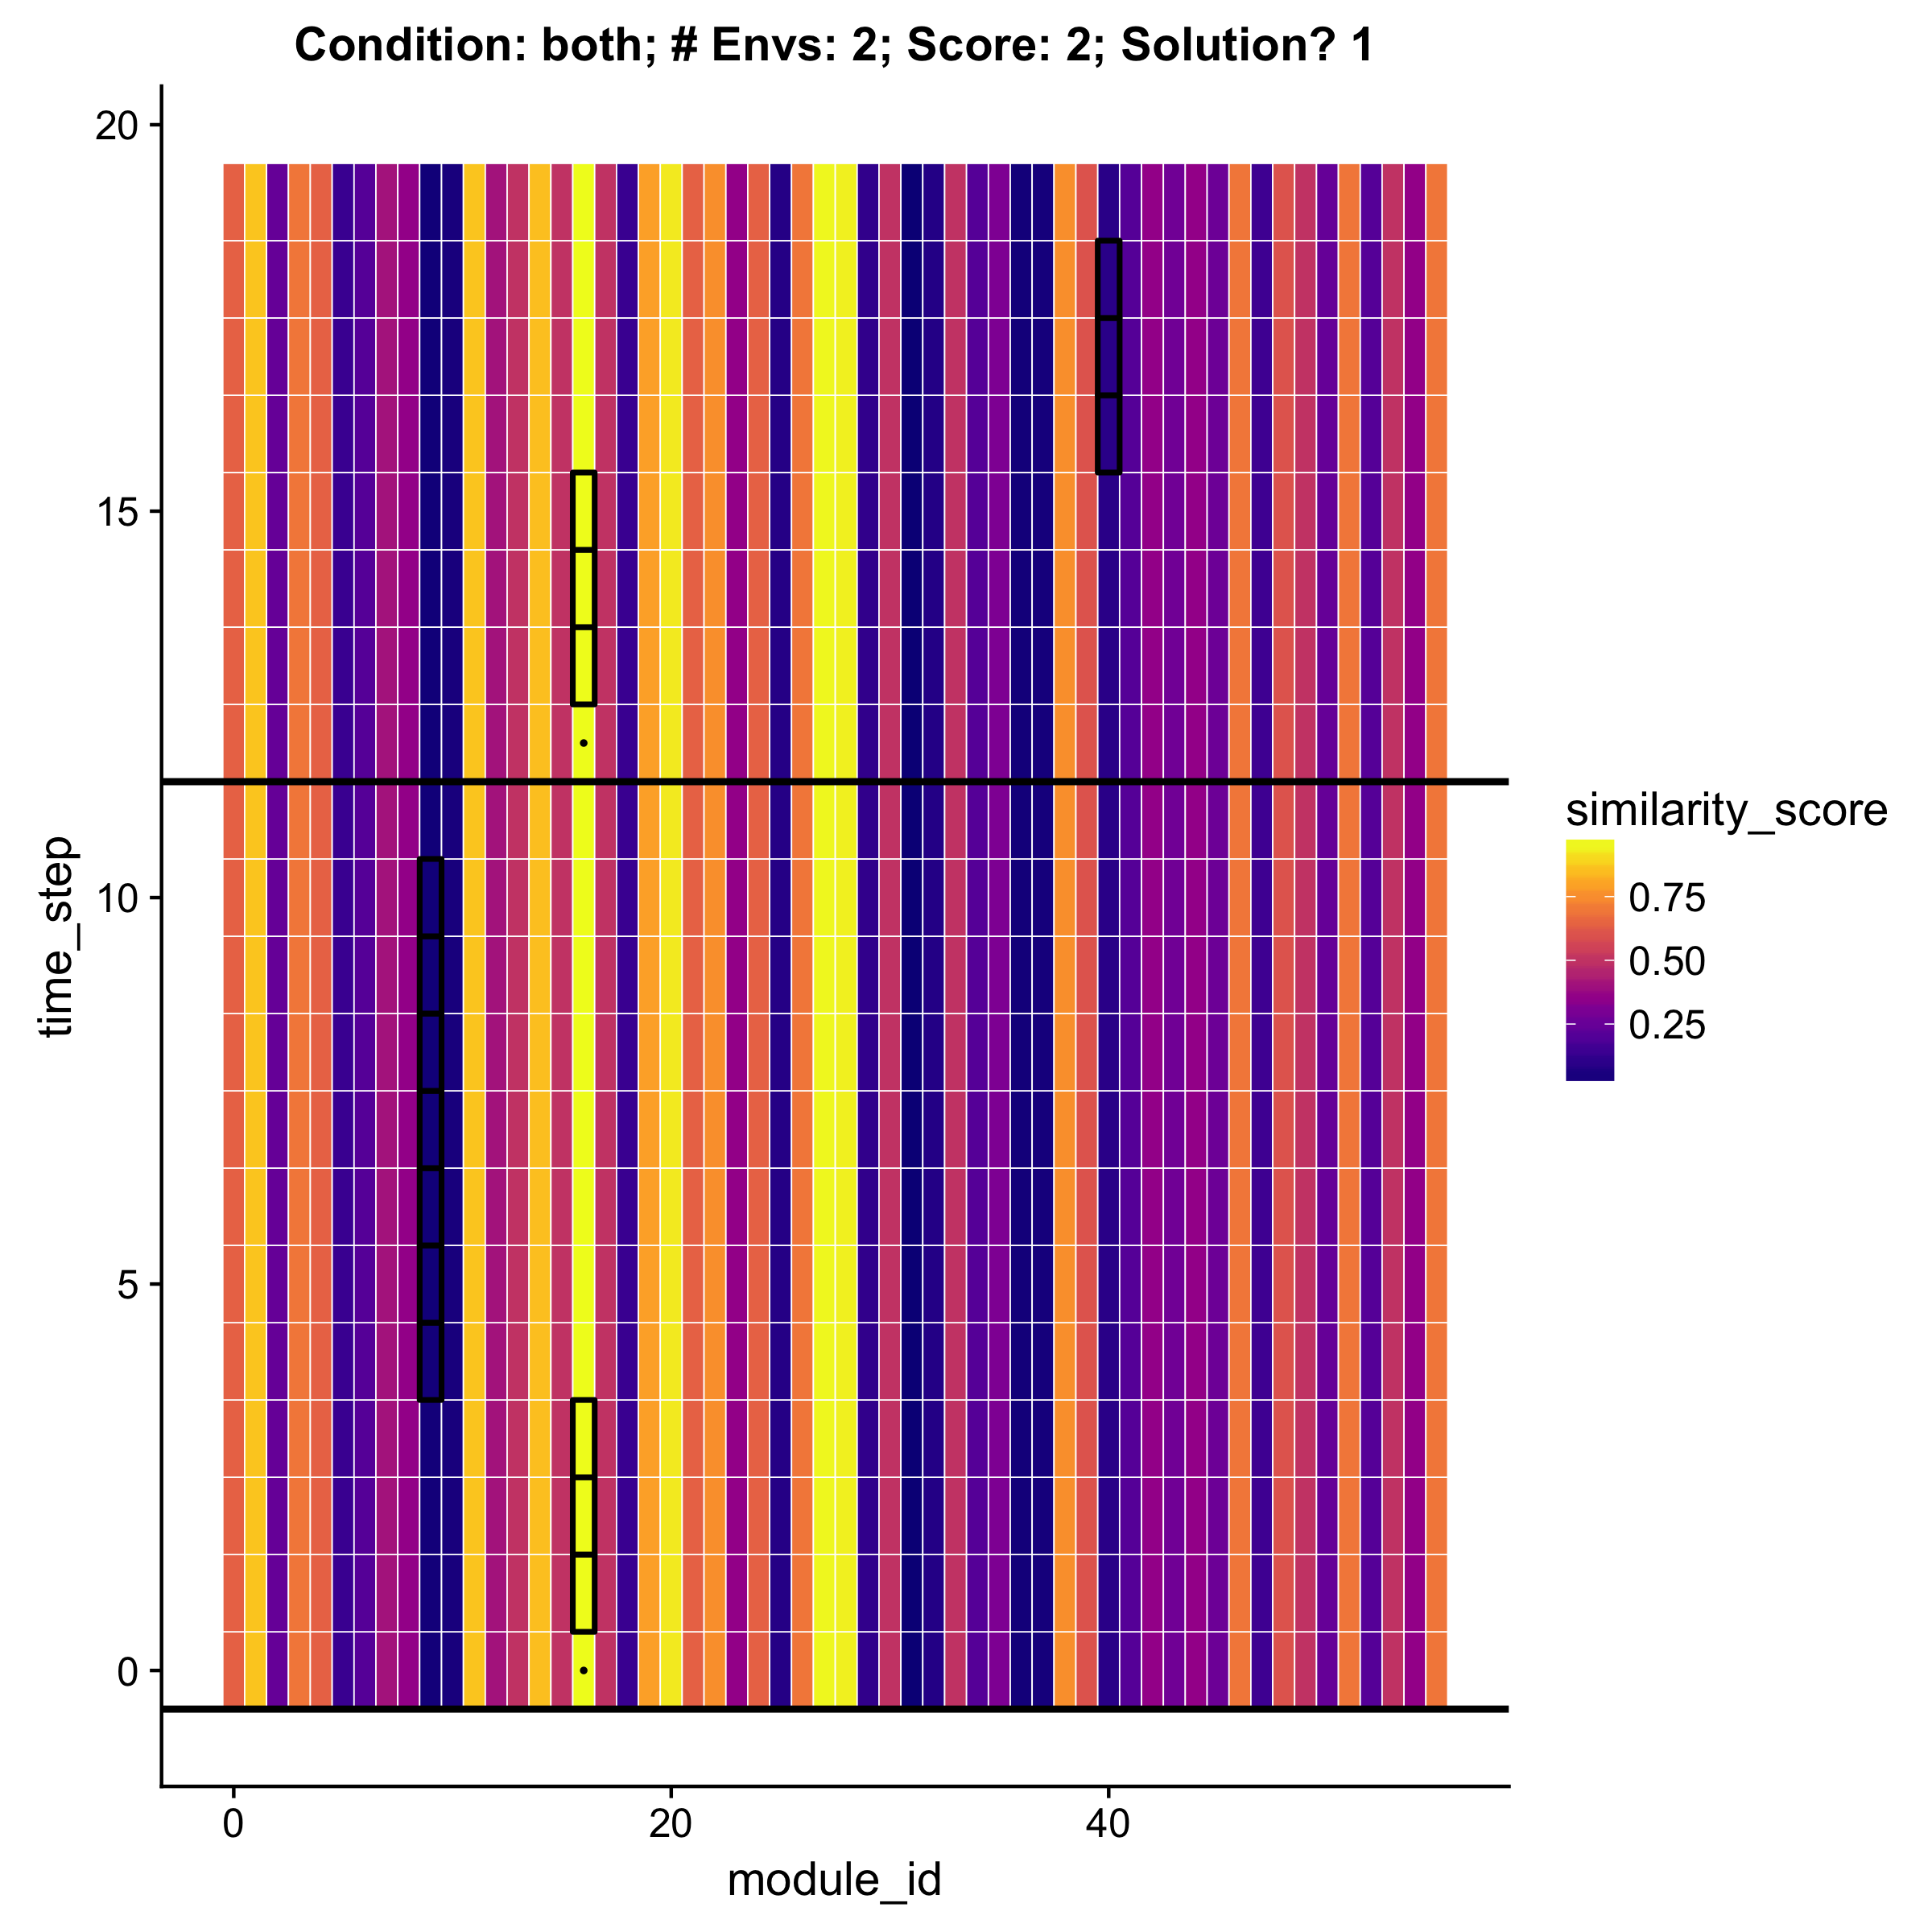 Condition: both; # Envs: 2; Score: 2; Solution? 1
20
15
10
5
0
time_step
0 20 40
module_id
similarity_score
0.75
0.50
0.25